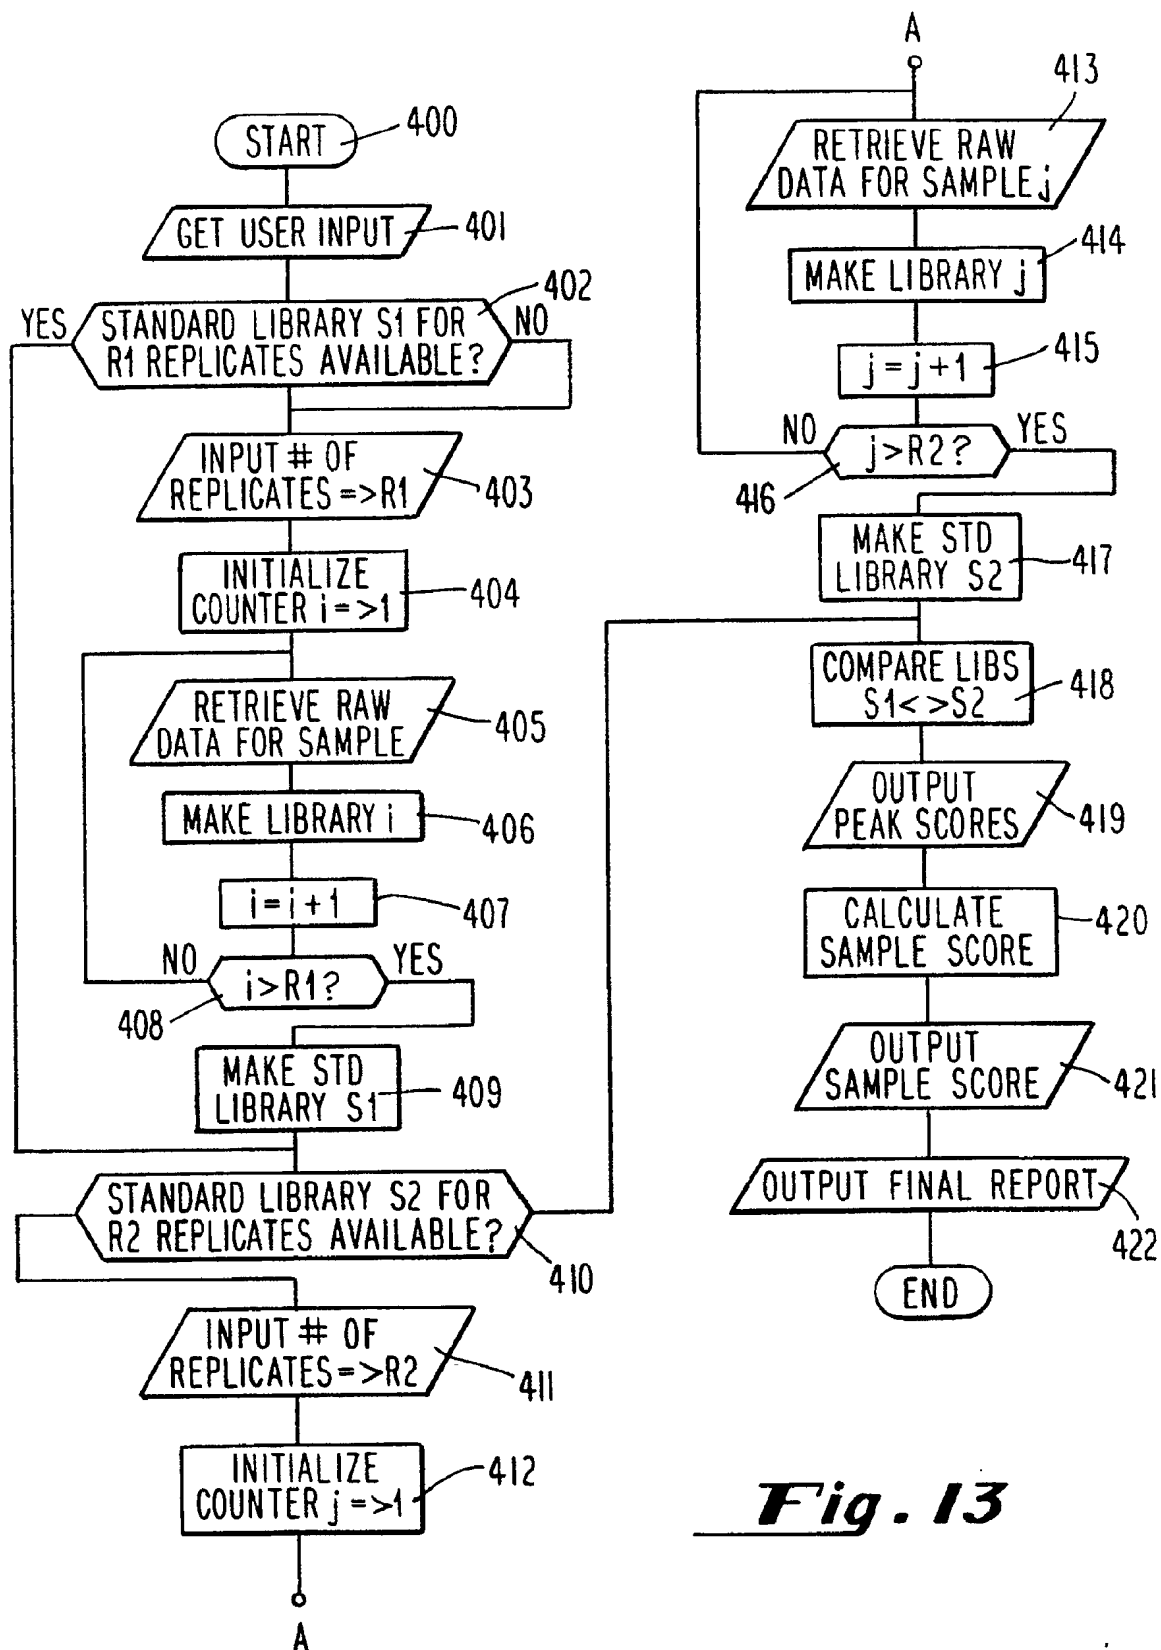 START
400
GET USER INPUT
401
402
YES
STANDARD LIBRARY S1 FOR
R1 REPLICATES AVAILABLE?
NO
INPUT # OF
REPLICATES =>R1
403
INITIALIZE
COUNTER i=>1
404
RETRIEVE RAW
DATA FOR SAMPLE
405
MAKE LIBRARY i
406
i=i+1
407
NO
i>R1?
YES
408
MAKE STD
LIBRARY S1
409
STANDARD LIBRARY S2 FOR
R2 REPLICATES AVAILABLE?
410
INPUT # OF
REPLICATES=>R2
411
INITIALIZE
COUNTER j=>1
412
A
A
413
RETRIEVE RAW
DATA FOR SAMPLE j
MAKE LIBRARY j
414
j=j+1
415
NO
j>R2?
YES
416
MAKE STD
LIBRARY S2
417
COMPARE LIBS
S1<>S2
418
OUTPUT
PEAK SCORES
419
CALCULATE
SAMPLE SCORE
420
OUTPUT
SAMPLE SCORE
421
OUTPUT FINAL REPORT
422
END
Fig. 13